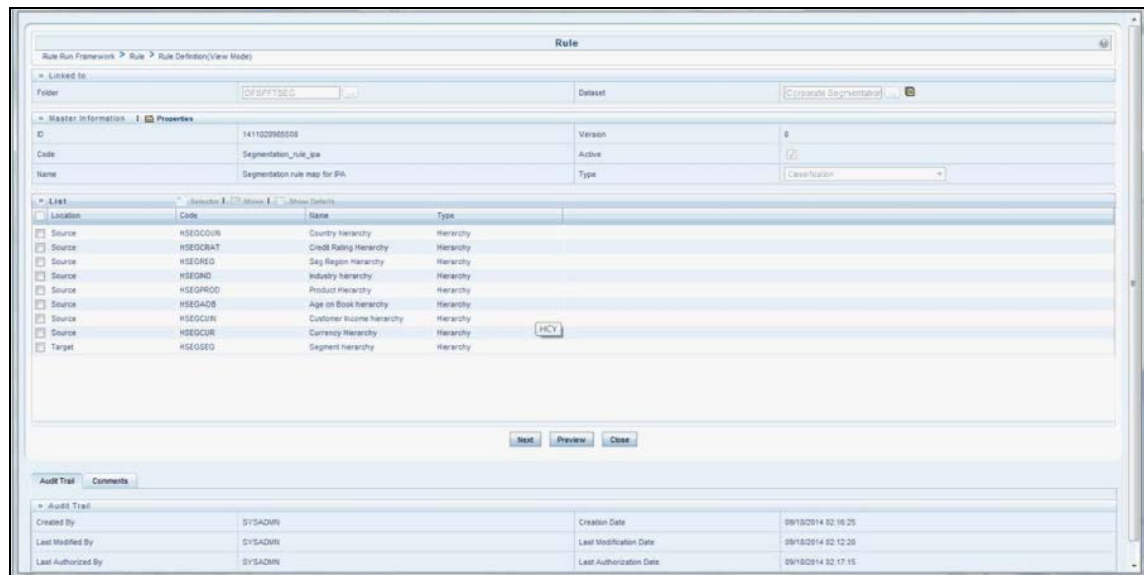 Rule
Rule Run Framework > Rule > Rule Definition(View Mode)
Linked to
Folder OFSPFTSEG ... Dataset Corporate Segmentation ...
Master Information Properties
ID 1411020985508 Version 0
Code Segmentation_rule_ipa Active
Name Segmentation rule map for IPA Type Classification
List Selector Move Show Details
Location Code Name Type
Source HSEGCOUN Country hierarchy Hierarchy
Source HSEGCRAT Credit Rating Hierarchy Hierarchy
Source HSEGREG Seg Region Hierarchy Hierarchy
Source HSEGIND Industry hierarchy Hierarchy
Source HSEGPROD Product Hierarchy Hierarchy
Source HSEGAOB Age on Book hierarchy Hierarchy
Source Customer Income hierarchy Hierarchy
Source HSEGCUR Currency Hierarchy Hierarchy
Target HSEGSEG Segment hierarchy Hierarchy
HCY
Next Preview Close
Audit Trail Comments
Audit Trail
Created By SYSADMN Creation Date 09/18/2014 02:16:25
Last Modified By SYSADMN Last Modification Date 09/18/2014 02:12:28
Last Authorized By SYSADMN Last Authorization Date 09/18/2014 02:17:15